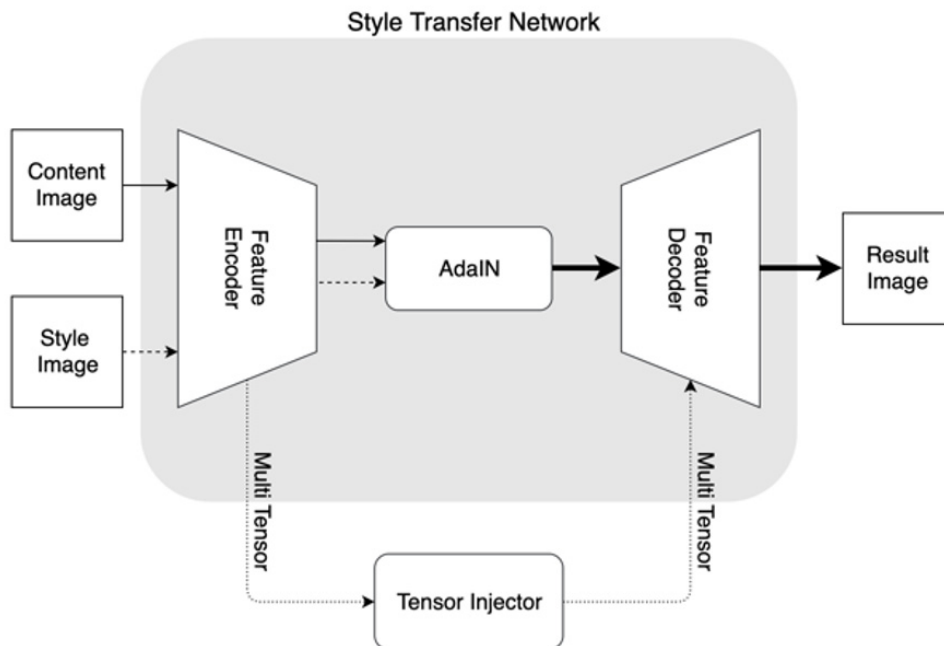 Style Transfer Network
Content
Image
Style
Image
Feature
Encoder
AdaIN
Feature
Decoder
Result
Image
Multi Tensor
Multi Tensor
Tensor Injector